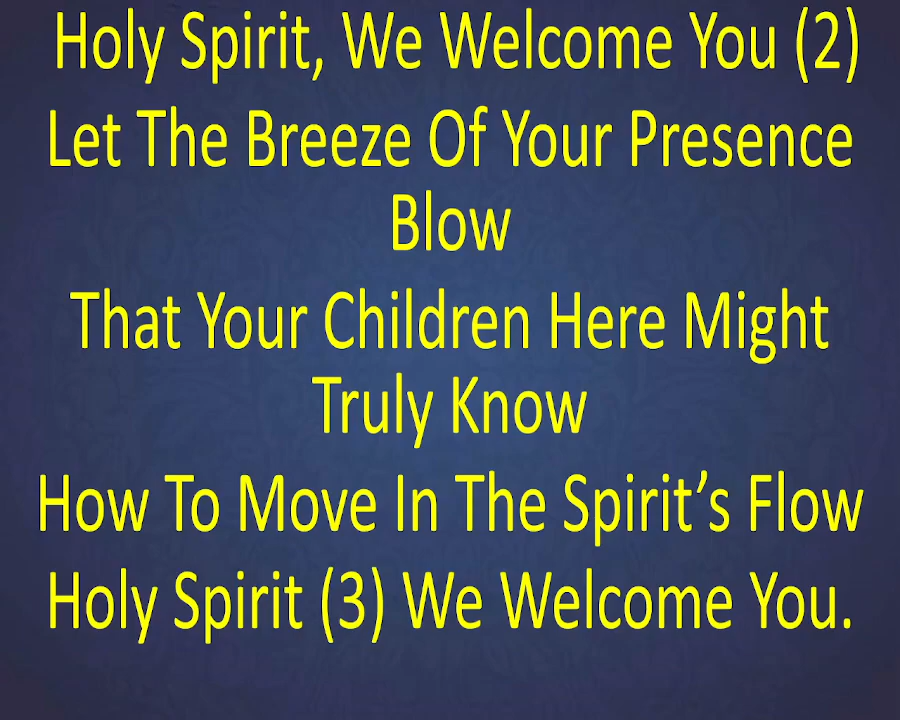 Holy Spirit, We Welcome You (2)
Let The Breeze Of Your Presence
Blow
That Your Children Here Might
Truly Know
How To Move In The Spirit’s Flow
Holy Spirit (3) We Welcome You.